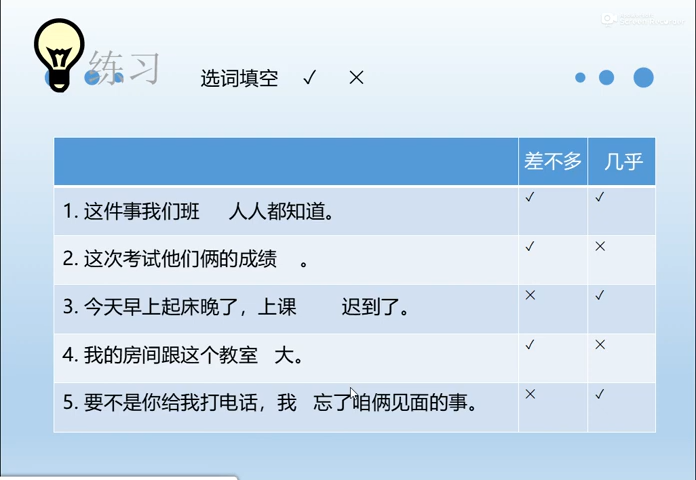 练习
选词填空 ✓ ×
差不多 几乎
1. 这件事我们班 人人都知道。 ✓ ✓
2. 这次考试他们俩的成绩 。 ✓ ×
3. 今天早上起床晚了，上课 迟到了。 × ✓
4. 我的房间跟这个教室 大。 ✓ ×
5. 要不是你给我打电话，我 忘了咱俩见面的事。 × ✓